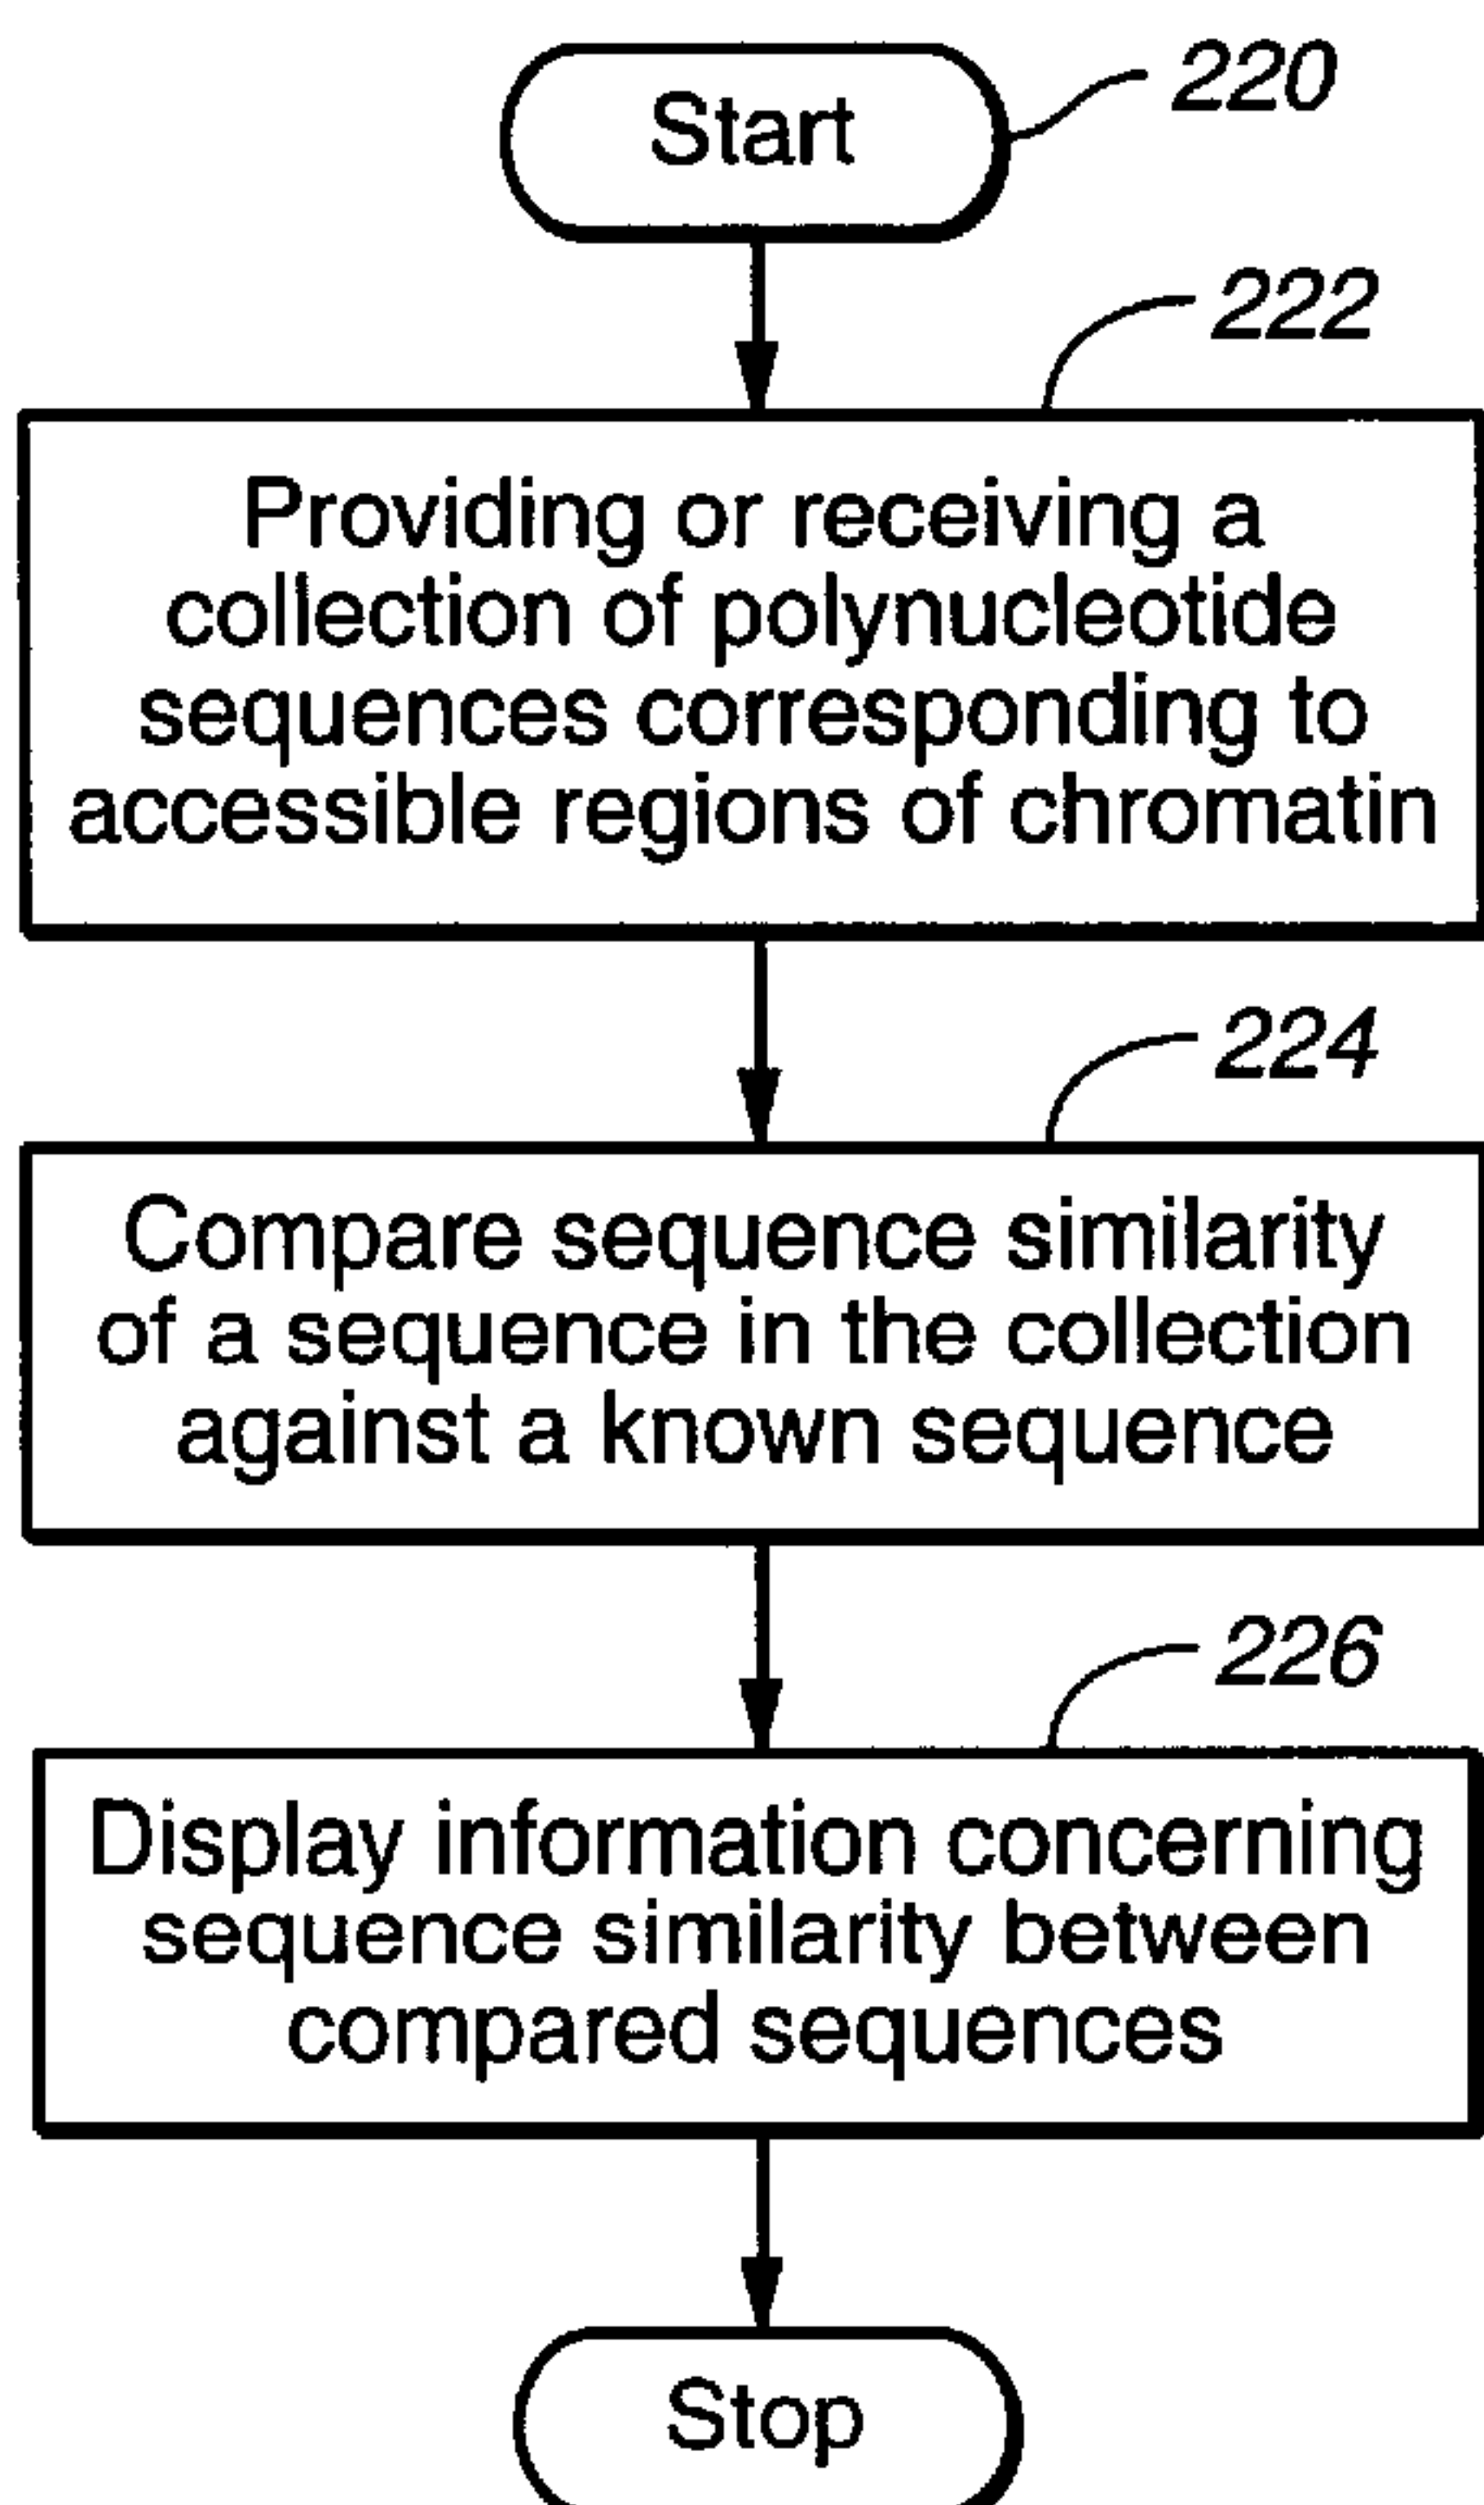 Start
220
222
Providing or receiving a
collection of polynucleotide
sequences corresponding to
accessible regions of chromatin
224
Compare sequence similarity
of a sequence in the collection
against a known sequence
226
Display information concerning
sequence similarity between
compared sequences
Stop